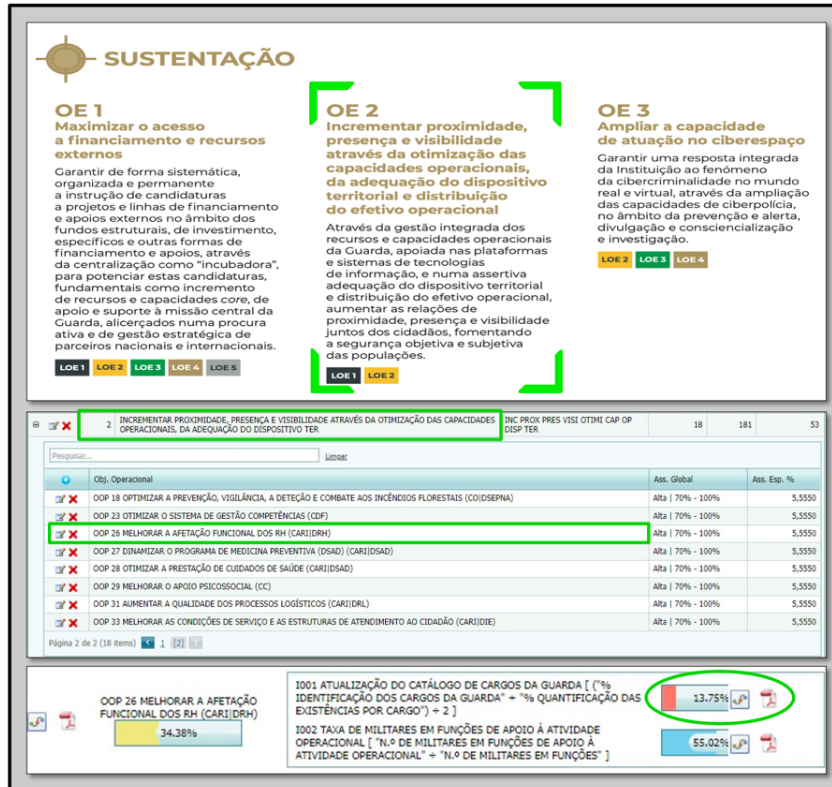 SUSTENTAÇÃO
OE 1
Maximizar o acesso
a financiamento e recursos
externos
Garantir de forma sistemática,
organizada e permanente
a instrução de candidaturas
a projetos e linhas de financiamento
e apoios externos no âmbito dos
fundos estruturais, de investimento,
específicos e outras formas de
financiamento e apoios, através
da centralização como “incubadora”,
para potenciar estas candidaturas,
fundamentais como incremento
de recursos e capacidades core, de
apoio e suporte à missão central da
Guarda, alicerçados numa procura
ativa e de gestão estratégica de
parceiros nacionais e internacionais.
LOE 1 LOE 2 LOE 3 LOE 4 LOE 5
OE 2
Incrementar proximidade,
presença e visibilidade
através da otimização das
capacidades operacionais,
da adequação do dispositivo
territorial e distribuição
do efetivo operacional
Através da gestão integrada dos
recursos e capacidades operacionais
da Guarda, apoiada nas plataformas
e sistemas de tecnologias
de informação, e numa assertiva
adequação do dispositivo territorial
e distribuição do efetivo operacional,
aumentar as relações de
proximidade, presença e visibilidade
juntos dos cidadãos, fomentando
a segurança objetiva e subjetiva
das populações.
LOE 1 LOE 2
OE 3
Ampliar a capacidade
de atuação no ciberespaço
Garantir uma resposta integrada
da Instituição ao fenómeno
da cibercriminalidade no mundo
real e virtual, através da ampliação
das capacidades de ciberpolícia,
no âmbito da prevenção e alerta,
divulgação e consciencialização
e investigação.
LOE 2 LOE 3 LOE 4
2 INCREMENTAR PROXIMIDADE, PRESENÇA E VISIBILIDADE ATRAVÉS DA OTIMIZAÇÃO DAS CAPACIDADES INC PROX PRES VISI OTIMI CAP OP 18 181 53
OPERACIONAIS, DA ADEQUAÇÃO DO DISPOSITIVO TER DISP TER
Pesquisar... Limpar
Obj. Operacional Ass. Global Ass. Esp. %
OOP 18 OPTIMIZAR A PREVENÇÃO, VIGILÂNCIA, A DETEÇÃO E COMBATE AOS INCÊNDIOS FLORESTAIS (CO|DSEPNA) Alta | 70% - 100% 5,5550
OOP 23 OTIMIZAR O SISTEMA DE GESTÃO COMPETÊNCIAS (CDF) Alta | 70% - 100% 5,5550
OOP 26 MELHORAR A AFETAÇÃO FUNCIONAL DOS RH (CARI|DRH) Alta | 70% - 100% 5,5550
OOP 27 DINAMIZAR O PROGRAMA DE MEDICINA PREVENTIVA (DSAD) (CARI|DSAD) Alta | 70% - 100% 5,5550
OOP 28 OTIMIZAR A PRESTAÇÃO DE CUIDADOS DE SAÚDE (CARI|DSAD) Alta | 70% - 100% 5,5550
OOP 29 MELHORAR O APOIO PSICOSSOCIAL (CC) Alta | 70% - 100% 5,5550
OOP 31 AUMENTAR A QUALIDADE DOS PROCESSOS LOGÍSTICOS (CARI|DRL) Alta | 70% - 100% 5,5550
OOP 33 MELHORAR AS CONDIÇÕES DE SERVIÇO E AS ESTRUTURAS DE ATENDIMENTO AO CIDADÃO (CARI|DIE) Alta | 70% - 100% 5,5550
Página 2 de 2 (18 items) 1 [2]
OOP 26 MELHORAR A AFETAÇÃO
FUNCIONAL DOS RH (CARI|DRH)
34.38%
I001 ATUALIZAÇÃO DO CATÁLOGO DE CARGOS DA GUARDA [ ("%
IDENTIFICAÇÃO DOS CARGOS DA GUARDA" + "% QUANTIFICAÇÃO DAS
EXISTÊNCIAS POR CARGO") ÷ 2 ]
13.75%
I002 TAXA DE MILITARES EM FUNÇÕES DE APOIO À ATIVIDADE
OPERACIONAL [ "N.º DE MILITARES EM FUNÇÕES DE APOIO À
ATIVIDADE OPERACIONAL" ÷ "N.º DE MILITARES EM FUNÇÕES" ]
55.02%